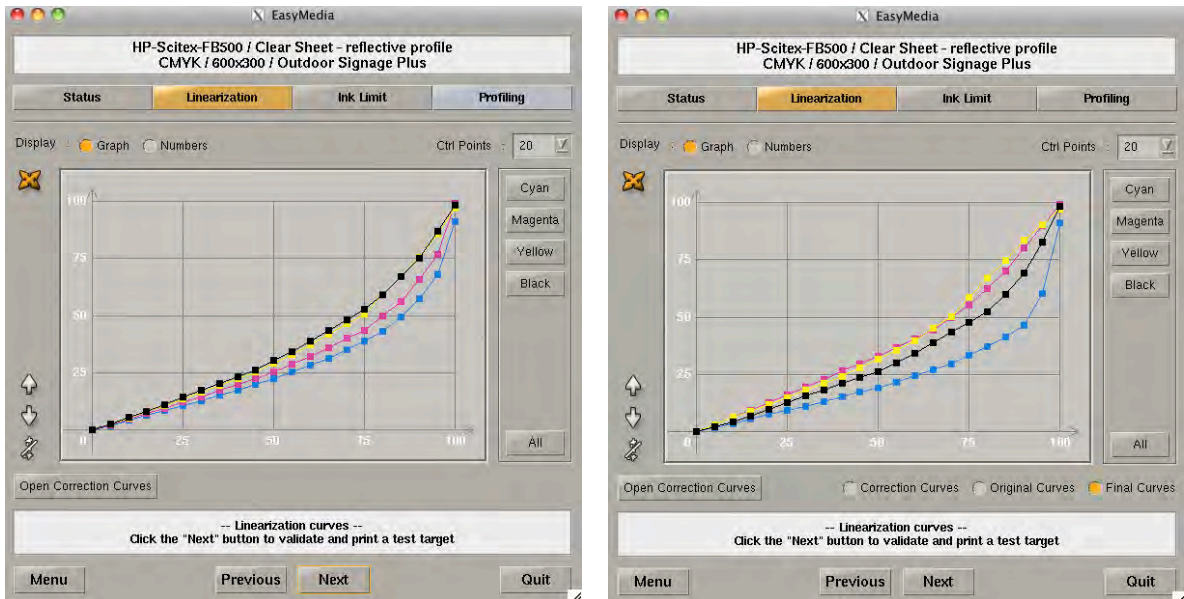 EasyMedia
HP-Scitex-FB500 / Clear Sheet - reflective profile
CMYK / 600x300 / Outdoor Signage Plus
Status Linearization Ink Limit Profiling
Display : Graph Numbers Ctrl Points : 20
Cyan
Magenta
Yellow
Black
All
100
75
50
25
0 25 50 75 100
Open Correction Curves
-- Linearization curves --
Click the "Next" button to validate and print a test target
Menu Previous Next Quit
EasyMedia
HP-Scitex-FB500 / Clear Sheet - reflective profile
CMYK / 600x300 / Outdoor Signage Plus
Status Linearization Ink Limit Profiling
Display : Graph Numbers Ctrl Points : 20
Cyan
Magenta
Yellow
Black
All
100
75
50
25
0 25 50 75 100
Open Correction Curves Correction Curves Original Curves Final Curves
-- Linearization curves --
Click the "Next" button to validate and print a test target
Menu Previous Next Quit